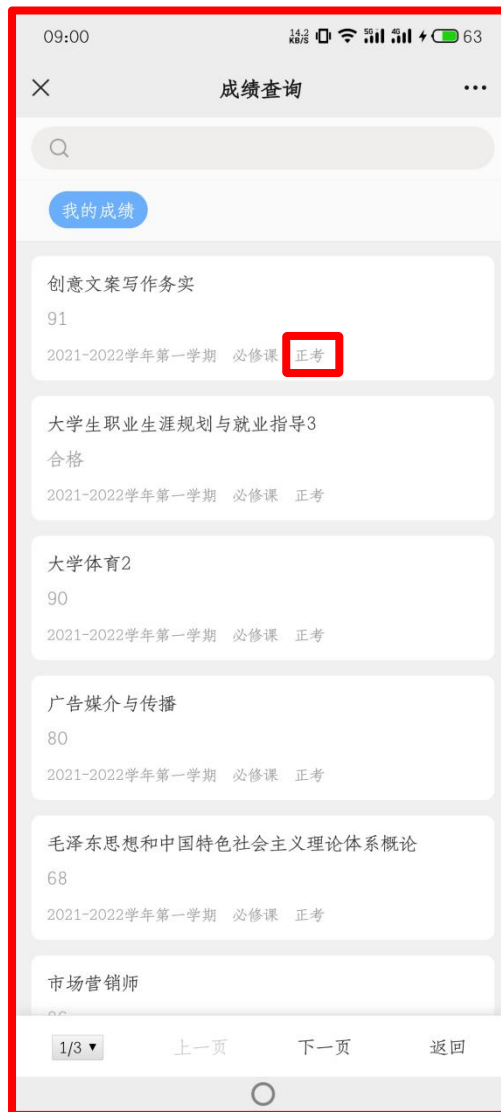 09:00 14.2 KB/S 5G 4G 63
成绩查询
我的成绩
创意文案写作务实
91
2021-2022学年第一学期 必修课 正考
大学生职业生涯规划与就业指导3
合格
2021-2022学年第一学期 必修课 正考
大学体育2
90
2021-2022学年第一学期 必修课 正考
广告媒介与传播
80
2021-2022学年第一学期 必修课 正考
毛泽东思想和中国特色社会主义理论体系概论
68
2021-2022学年第一学期 必修课 正考
市场营销师
1/3 上一页 下一页 返回